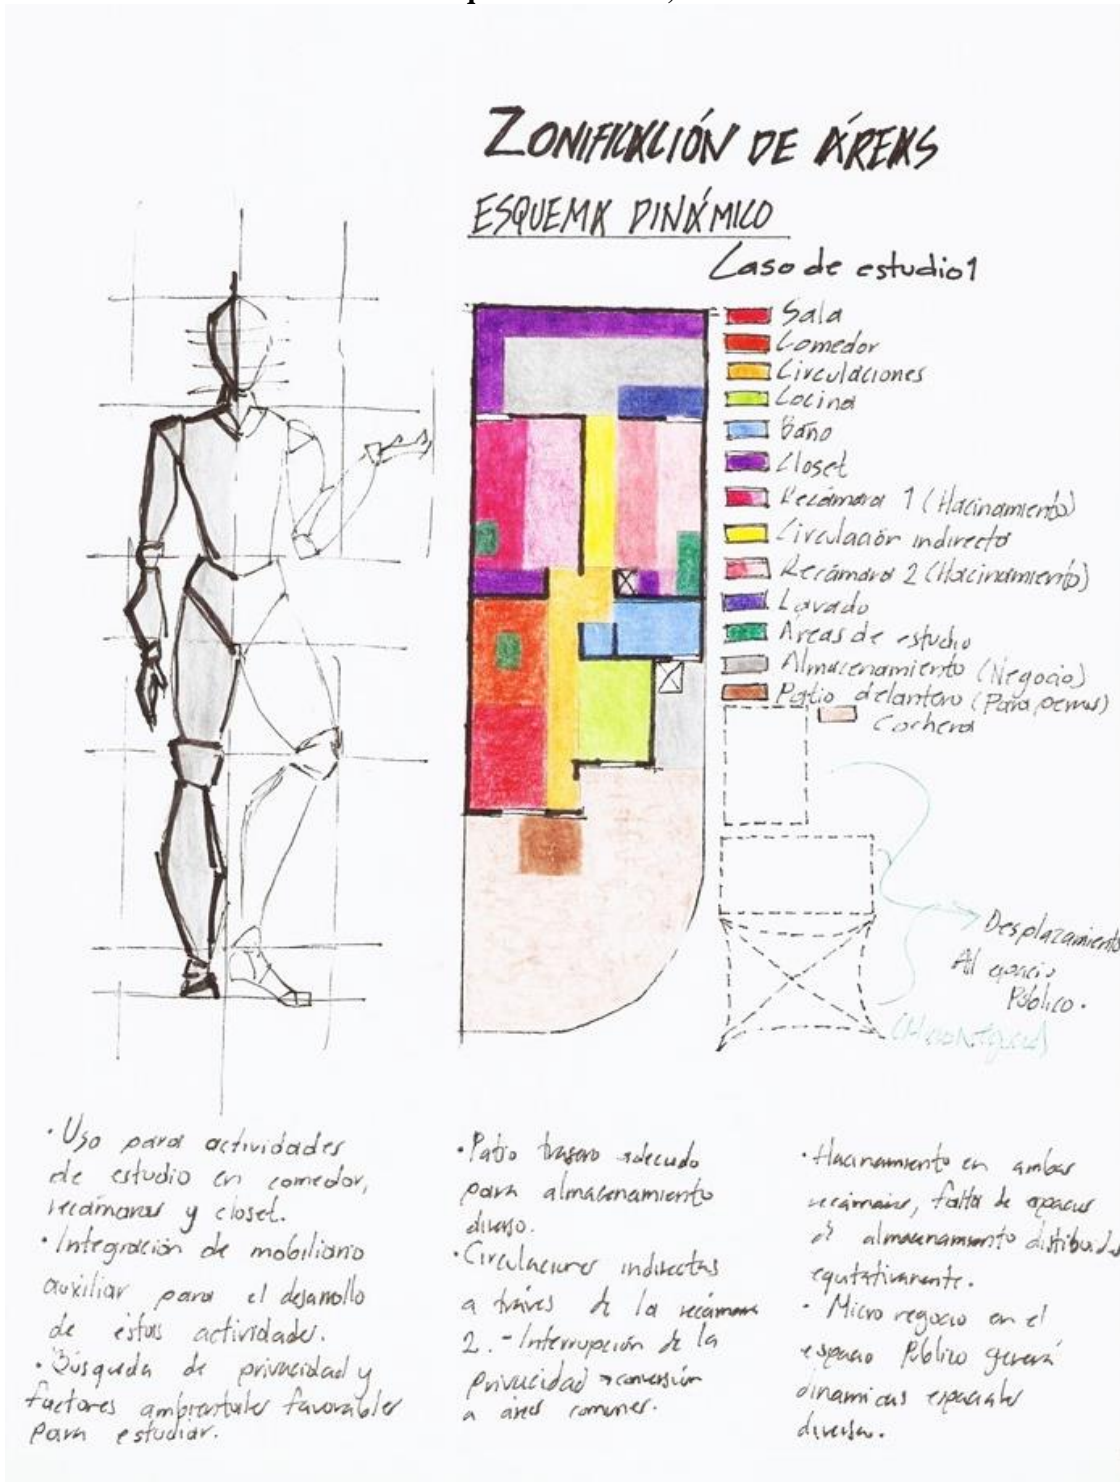 ZONIFICACIÓN DE ÁREAS
ESQUEMA DINÁMICO
Caso de estudio 1
Sala
Comedor
Circulaciones
Cocina
Baño
Closet
Recámara 1 (Hacinamiento)
Circulación indirecta
Recámara 2 (Hacinamiento)
Lavado
Áreas de estudio
Almacenamiento (Negocio)
Patio delantero (Para perros)
Cochera
Desplazamiento
Al espacio
Público.
(Micronegocio)
• Uso para actividades
de estudio en comedor,
recámaras y closet.
• Integración de mobiliario
auxiliar para el desarrollo
de estas actividades.
• Búsqueda de privacidad y
factores ambientales favorables
para estudiar.
• Patio trasero adecuado
para almacenamiento
diverso.
• Circulaciones indirectas
a través de la recámara
2. - Interrupción de la
privacidad → conversión
a áreas comunes.
• Hacinamiento en ambas
recámaras, falta de espacios
de almacenamiento distribuidos
equitativamente.
• Micro negocio en el
espacio Público genera
dinamicas espaciales
diversas.